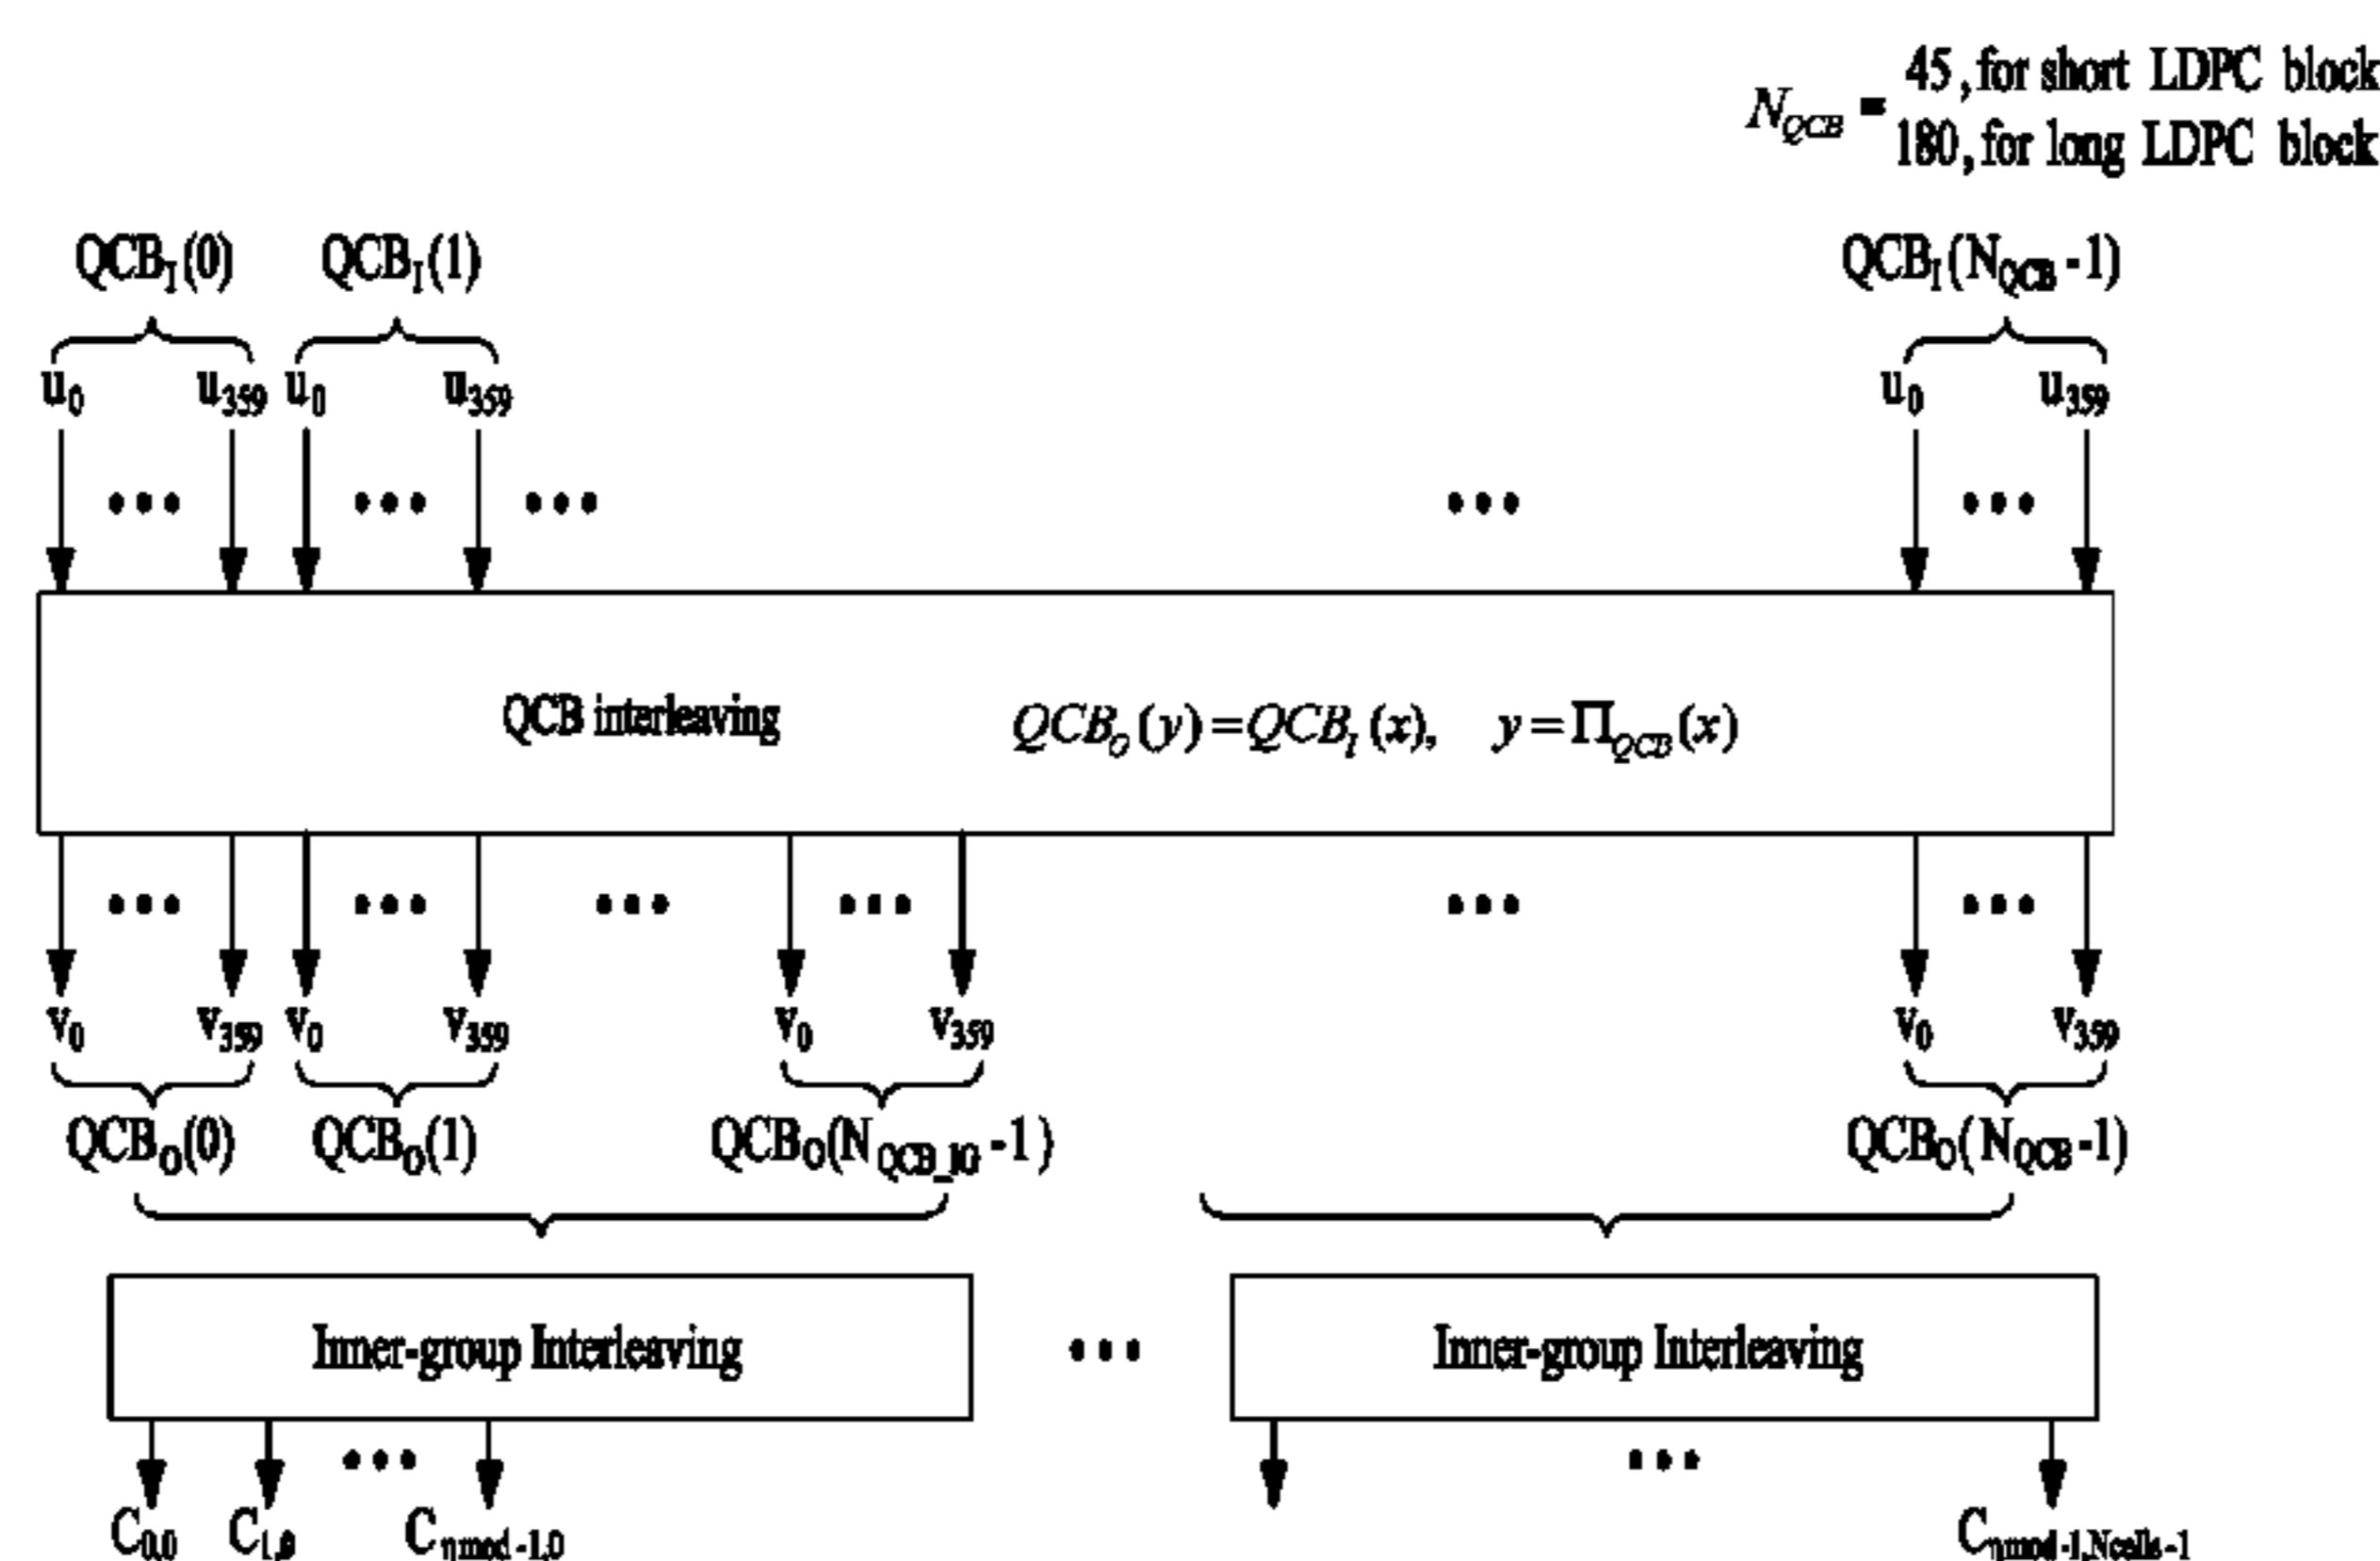 N_QCB = 45, for short LDPC block
180, for long LDPC block
QCB_I(0) QCB_I(1) QCB_I(N_QCB-1)
u_0 u_359 u_0 u_359 u_0 u_359
QCB interleaving QCB_O(y)=QCB_I(x), y=Π_QCB(x)
v_0 v_359 v_0 v_359 v_0 v_359 v_0 v_359
QCB_O(0) QCB_O(1) QCB_O(N_QCB_IG-1) QCB_O(N_QCB-1)
Inner-group Interleaving ... Inner-group Interleaving
C_0,0 C_1,0 ... C_ηmod-1,0 C_ηmod-1,Ncells-1